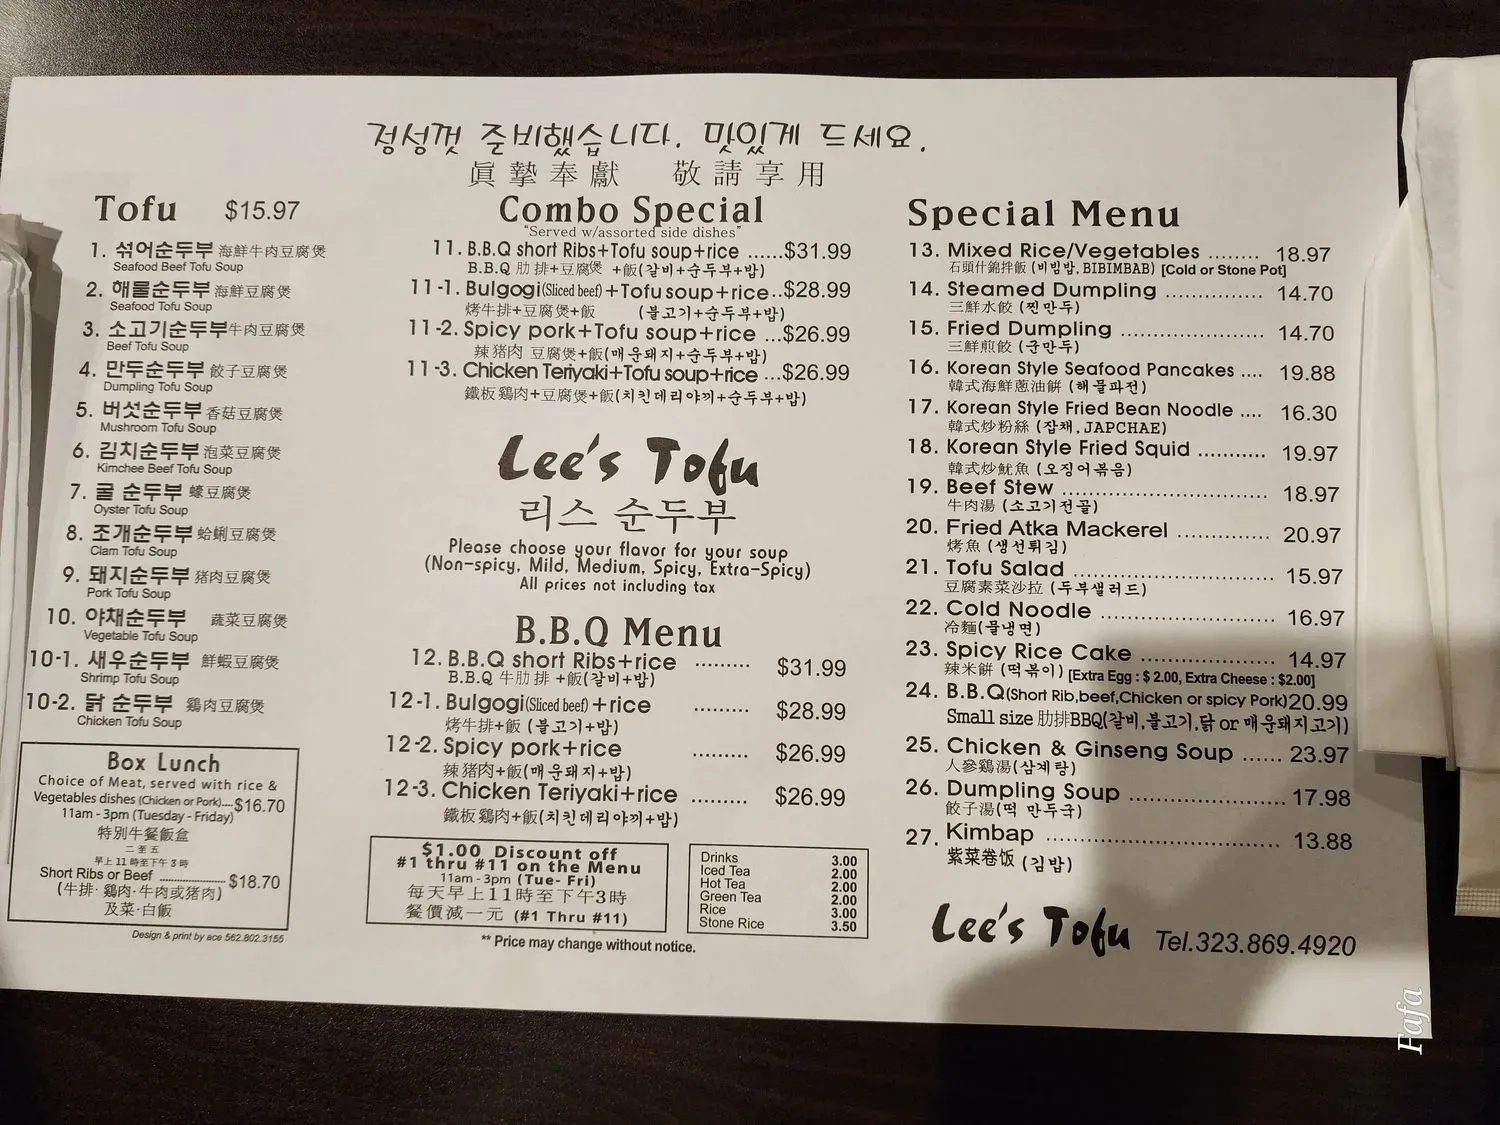 정성껏 준비했습니다. 맛있게 드세요.
眞摯奉獻 敬請享用
Tofu $15.97
1. 섞어순두부 海鮮牛肉豆腐煲
Seafood Beef Tofu Soup
2. 해물순두부 海鮮豆腐煲
Seafood Tofu Soup
3. 소고기순두부 牛肉豆腐煲
Beef Tofu Soup
4. 만두순두부 餃子豆腐煲
Dumpling Tofu Soup
5. 버섯순두부 香菇豆腐煲
Mushroom Tofu Soup
6. 김치순두부 泡菜豆腐煲
Kimchee Beef Tofu Soup
7. 굴 순두부 蠔豆腐煲
Oyster Tofu Soup
8. 조개순두부 蛤蜊豆腐煲
Clam Tofu Soup
9. 돼지순두부 猪肉豆腐煲
Pork Tofu Soup
10. 야채순두부 蔬菜豆腐煲
Vegetable Tofu Soup
10-1. 새우순두부 鮮蝦豆腐煲
Shrimp Tofu Soup
10-2. 닭 순두부 鷄肉豆腐煲
Chicken Tofu Soup
Box Lunch
Choice of Meat, served with rice &
Vegetables dishes (Chicken or Pork)....$16.70
11am - 3pm (Tuesday - Friday)
特別午餐飯盒
二至五
早上11時至下午3時
Short Ribs or Beef ................... $18.70
(牛排· 鷄肉·牛肉或猪肉)
及菜·白飯
Design & print by ace 562.802.3155
Combo Special
"Served w/assorted side dishes"
11. B.B.Q short Ribs+Tofu soup+rice ......$31.99
B.B.Q 肋排+豆腐煲 +飯(갈비+순두부+밥)
11-1. Bulgogi(Sliced beef)+Tofu soup+rice..$28.99
烤牛排+豆腐煲+飯 (불고기+순두부+밥)
11-2. Spicy pork+Tofu soup+rice ...$26.99
辣猪肉 豆腐煲+飯(매운돼지+순두부+밥)
11-3. Chicken Teriyaki+Tofu soup+rice ...$26.99
鐵板鷄肉+豆腐煲+飯(치킨데리야끼+순두부+밥)
Lee's Tofu
리스 순두부
Please choose your flavor for your soup
(Non-spicy, Mild, Medium, Spicy, Extra-Spicy)
All prices not including tax
B.B.Q Menu
12. B.B.Q short Ribs+rice ......... $31.99
B.B.Q 牛肋排 +飯(갈비+밥)
12-1. Bulgogi(Sliced beef)+rice ......... $28.99
烤牛排+飯 (불고기+밥)
12-2. Spicy pork+rice ......... $26.99
辣猪肉+飯(매운돼지+밥)
12-3. Chicken Teriyaki+rice ......... $26.99
鐵板鷄肉+飯(치킨데리야끼+밥)
$1.00 Discount off
#1 thru #11 on the Menu
11am - 3pm (Tue- Fri)
每天早上11時至下午3時
餐價減一元 (#1 Thru #11)
Drinks 3.00
Iced Tea 2.00
Hot Tea 2.00
Green Tea 2.00
Rice 3.00
Stone Rice 3.50
** Price may change without notice.
Special Menu
13. Mixed Rice/Vegetables ........ 18.97
石頭什錦拌飯 (비빔밥, BIBIMBAB) [Cold or Stone Pot]
14. Steamed Dumpling .............. 14.70
三鮮水餃 (찐만두)
15. Fried Dumpling ..................... 14.70
三鮮煎餃 (군만두)
16. Korean Style Seafood Pancakes .... 19.88
韓式海鮮蔥油餅 (해물파전)
17. Korean Style Fried Bean Noodle .... 16.30
韓式炒粉絲 (잡채, JAPCHAE)
18. Korean Style Fried Squid .......... 19.97
韓式炒魷魚 (오징어볶음)
19. Beef Stew .............................. 18.97
牛肉湯 (소고기전골)
20. Fried Atka Mackerel ............. 20.97
烤魚 (생선튀김)
21. Tofu Salad ............................. 15.97
豆腐素菜沙拉 (두부샐러드)
22. Cold Noodle .......................... 16.97
冷麵(물냉면)
23. Spicy Rice Cake .................... 14.97
辣米餅 (떡볶이) [Extra Egg : $ 2.00, Extra Cheese : $2.00]
24. B.B.Q(Short Rib,beef,Chicken or spicy Pork)20.99
Small size 肋排BBQ(갈비,불고기,닭 or 매운돼지고기)
25. Chicken & Ginseng Soup ...... 23.97
人參鷄湯(삼계탕)
26. Dumpling Soup ....................... 17.98
餃子湯(떡 만두국)
27. Kimbap .................................. 13.88
紫菜卷饭 (김밥)
Lee's Tofu Tel.323.869.4920
Fafa